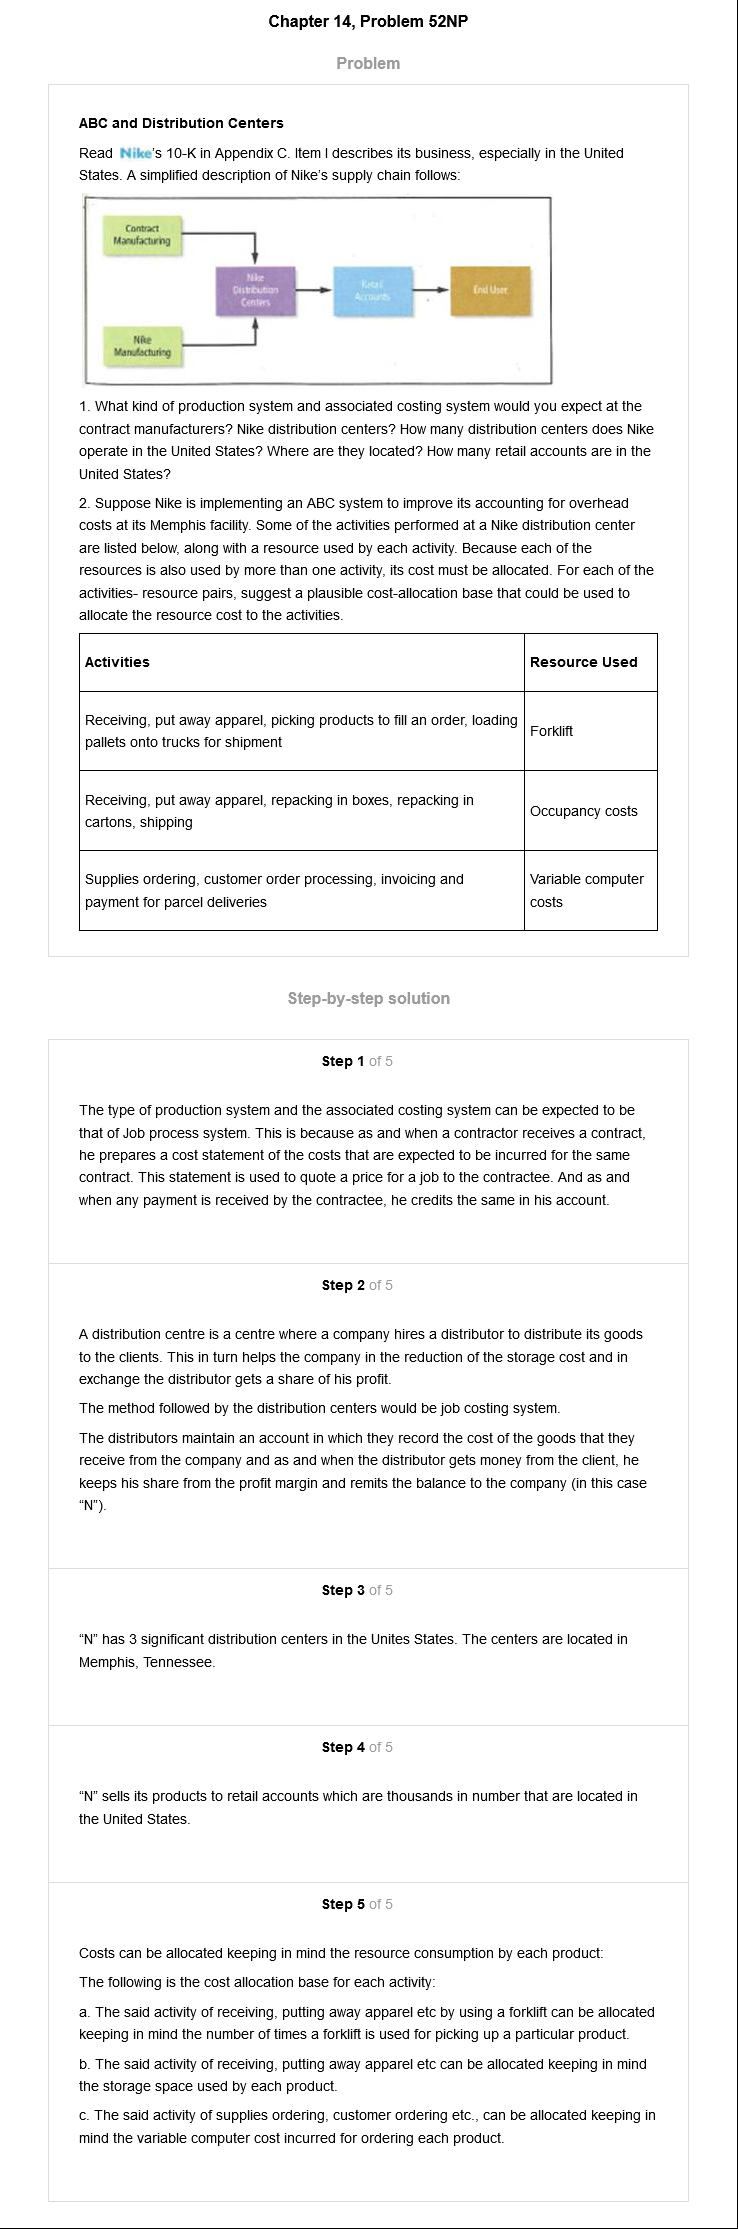 Chapter 14, Problem 52NP
Problem
ABC and Distribution Centers
Read Nike's 10-K in Appendix C. Item I describes its business, especially in the United
States. A simplified description of Nike's supply chain follows:
Contract
Manufacturing
Nike
Distribution
Centers
Retail
Accounts
End User
Nike
Manufacturing
1. What kind of production system and associated costing system would you expect at the
contract manufacturers? Nike distribution centers? How many distribution centers does Nike
operate in the United States? Where are they located? How many retail accounts are in the
United States?
2. Suppose Nike is implementing an ABC system to improve its accounting for overhead
costs at its Memphis facility. Some of the activities performed at a Nike distribution center
are listed below, along with a resource used by each activity. Because each of the
resources is also used by more than one activity, its cost must be allocated. For each of the
activities- resource pairs, suggest a plausible cost-allocation base that could be used to
allocate the resource cost to the activities.
Activities
Resource Used
Receiving, put away apparel, picking products to fill an order, loading
pallets onto trucks for shipment
Forklift
Receiving, put away apparel, repacking in boxes, repacking in
cartons, shipping
Occupancy costs
Supplies ordering, customer order processing, invoicing and
payment for parcel deliveries
Variable computer
costs
Step-by-step solution
Step 1 of 5
The type of production system and the associated costing system can be expected to be
that of Job process system. This is because as and when a contractor receives a contract,
he prepares a cost statement of the costs that are expected to be incurred for the same
contract. This statement is used to quote a price for a job to the contractee. And as and
when any payment is received by the contractee, he credits the same in his account.
Step 2 of 5
A distribution centre is a centre where a company hires a distributor to distribute its goods
to the clients. This in turn helps the company in the reduction of the storage cost and in
exchange the distributor gets a share of his profit.
The method followed by the distribution centers would be job costing system.
The distributors maintain an account in which they record the cost of the goods that they
receive from the company and as and when the distributor gets money from the client, he
keeps his share from the profit margin and remits the balance to the company (in this case
“N”).
Step 3 of 5
“N” has 3 significant distribution centers in the Unites States. The centers are located in
Memphis, Tennessee.
Step 4 of 5
“N” sells its products to retail accounts which are thousands in number that are located in
the United States.
Step 5 of 5
Costs can be allocated keeping in mind the resource consumption by each product:
The following is the cost allocation base for each activity:
a. The said activity of receiving, putting away apparel etc by using a forklift can be allocated
keeping in mind the number of times a forklift is used for picking up a particular product.
b. The said activity of receiving, putting away apparel etc can be allocated keeping in mind
the storage space used by each product.
c. The said activity of supplies ordering, customer ordering etc., can be allocated keeping in
mind the variable computer cost incurred for ordering each product.